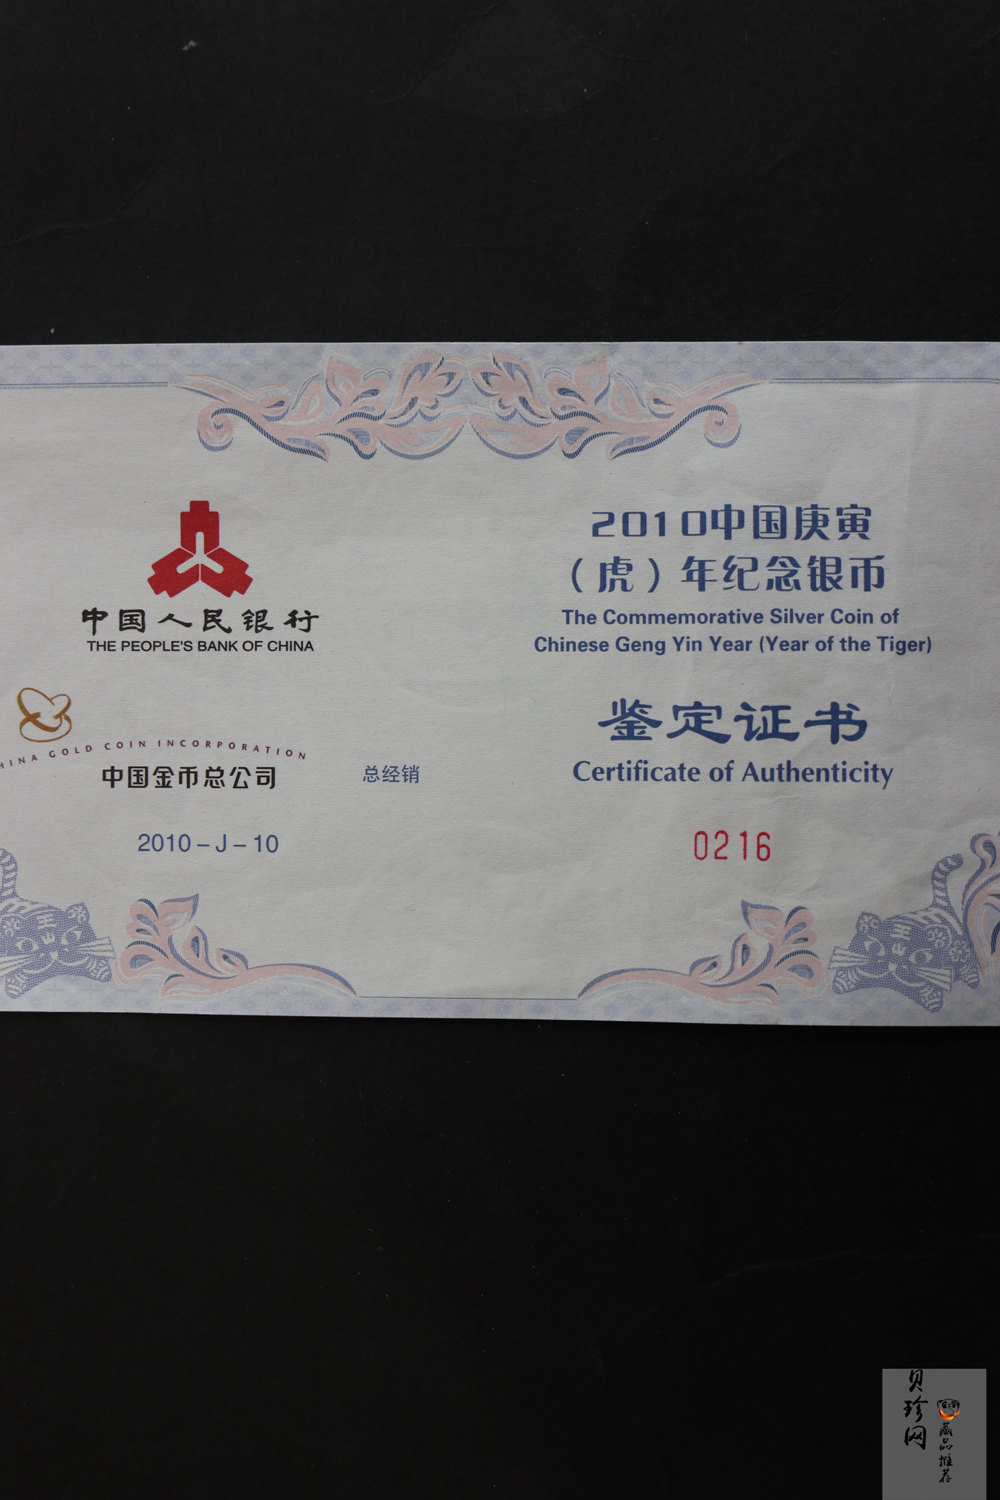 中国人民银行
THE PEOPLE'S BANK OF CHINA
HINA GOLD COIN INCORPORATION
中国金币总公司
总经销
2010－J－10
2010中国庚寅
（虎）年纪念银币
The Commemorative Silver Coin of
Chinese Geng Yin Year (Year of the Tiger)
鉴定证书
Certificate of Authenticity
0216
贝珍网
藏品推荐